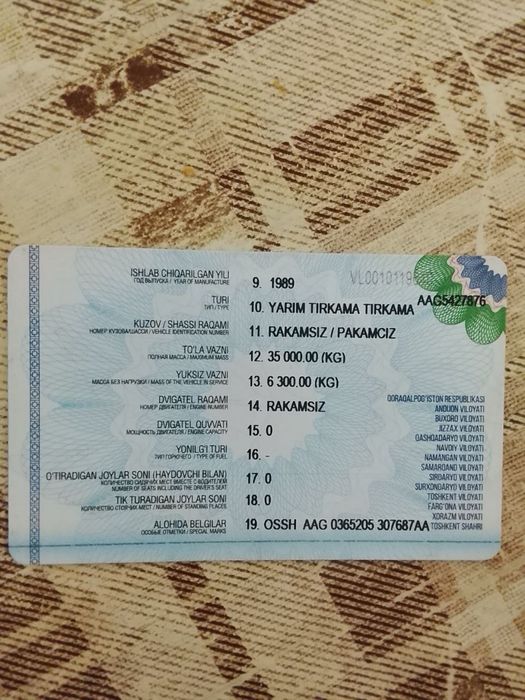 VL0010119
AAG5427876
ISHLAB CHIQARILGAN YILI
ГОД ВЫПУСКА / YEAR OF MANUFACTURE
9. 1989
TURI
ТИП / TYPE
10. YARIM TIRKAMA TIRKAMA
KUZOV / SHASSI RAQAMI
НОМЕР КУЗОВА/ШАССИ / VEHICLE IDENTIFICATION NUMBER
11. RAKAMSIZ / PAKAMCIZ
TO'LA VAZNI
ПОЛНАЯ МАССА / MAXIMUM MASS
12. 35 000.00 (KG)
YUKSIZ VAZNI
МАССА БЕЗ НАГРУЗКИ / MASS OF THE VEHICLE IN SERVICE
13. 6 300.00 (KG)
DVIGATEL RAQAMI
НОМЕР ДВИГАТЕЛЯ / ENGINE NUMBER
14. RAKAMSIZ
DVIGATEL QUVVATI
МОЩНОСТЬ ДВИГАТЕЛЯ / ENGINE CAPACITY
15. 0
YONILG'I TURI
ТИП ГОРЮЧЕГО / TYPE OF FUEL
16. -
O'TIRADIGAN JOYLAR SONI (HAYDOVCHI BILAN)
КОЛИЧЕСТВО СИДЯЧИХ МЕСТ ВМЕСТЕ С ВОДИТЕЛЕМ
NUMBER OF SEATS INCLUDING THE DRIVER'S SEAT
17. 0
TIK TURADIGAN JOYLAR SONI
КОЛИЧЕСТВО СТОЯЧИХ МЕСТ / NUMBER OF STANDING PLACES
18. 0
ALOHIDA BELGILAR
ОСОБЫЕ ОТМЕТКИ / SPECIAL MARKS
19. OSSH AAG 0365205 307687AA
QORAQALPOG'ISTON RESPUBLIKASI
ANDIJON VILOYATI
BUXORO VILOYATI
JIZZAX VILOYATI
QASHQADARYO VILOYATI
NAVOIY VILOYATI
NAMANGAN VILOYATI
SAMARQAND VILOYATI
SIRDARYO VILOYATI
SURXONDARYO VILOYATI
TOSHKENT VILOYATI
FARG'ONA VILOYATI
XORAZM VILOYATI
TOSHKENT SHAHRI